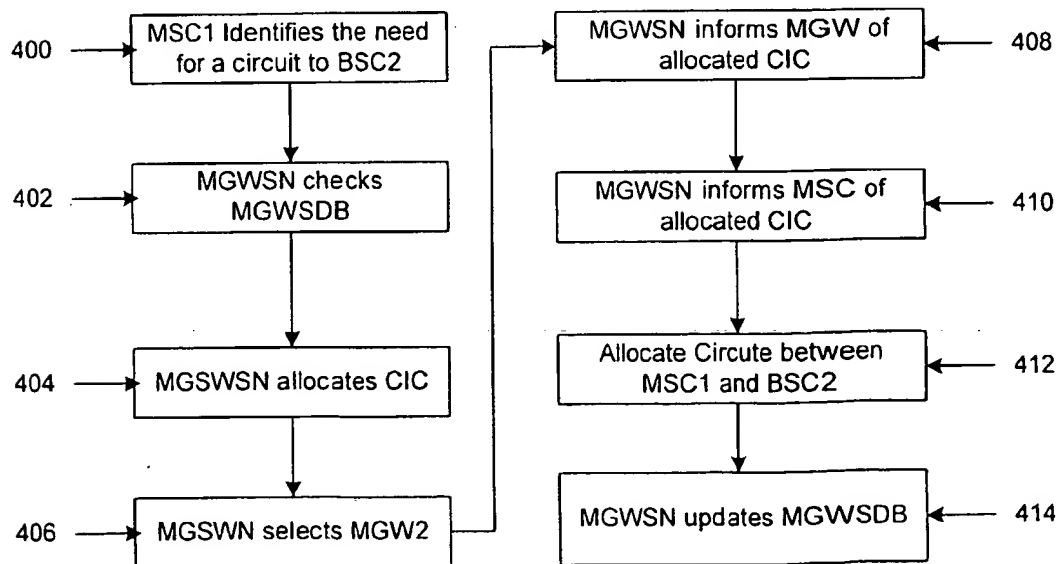 400
MSC1 Identifies the need
for a circuit to BSC2
402
MGWSN checks
MGWSDB
404
MGSWSN allocates CIC
406
MGSWN selects MGW2
MGWSN informs MGW of
allocated CIC
408
MGWSN informs MSC of
allocated CIC
410
Allocate Circute between
MSC1 and BSC2
412
MGWSN updates MGWSDB
414